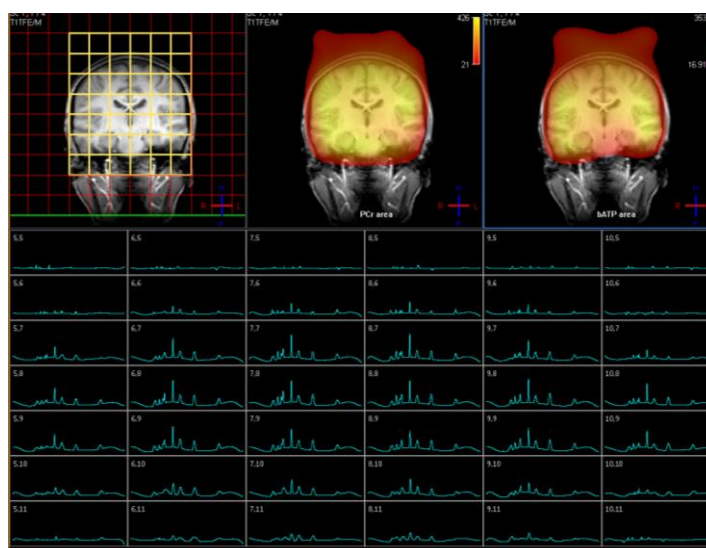 T1TFE/M
R L
T1TFE/M
426
21
PCr area
R L
T1TFE/M
353
16.91
bATP area
R
5,5 6,5 7,5 8,5 9,5 10,5
5,6 6,6 7,6 8,6 9,6 10,6
5,7 6,7 7,7 8,7 9,7 10,7
5,8 6,8 7,8 8,8 9,8 10,8
5,9 6,9 7,9 8,9 9,9 10,9
5,10 6,10 7,10 8,10 9,10 10,10
5,11 6,11 7,11 8,11 9,11 10,11